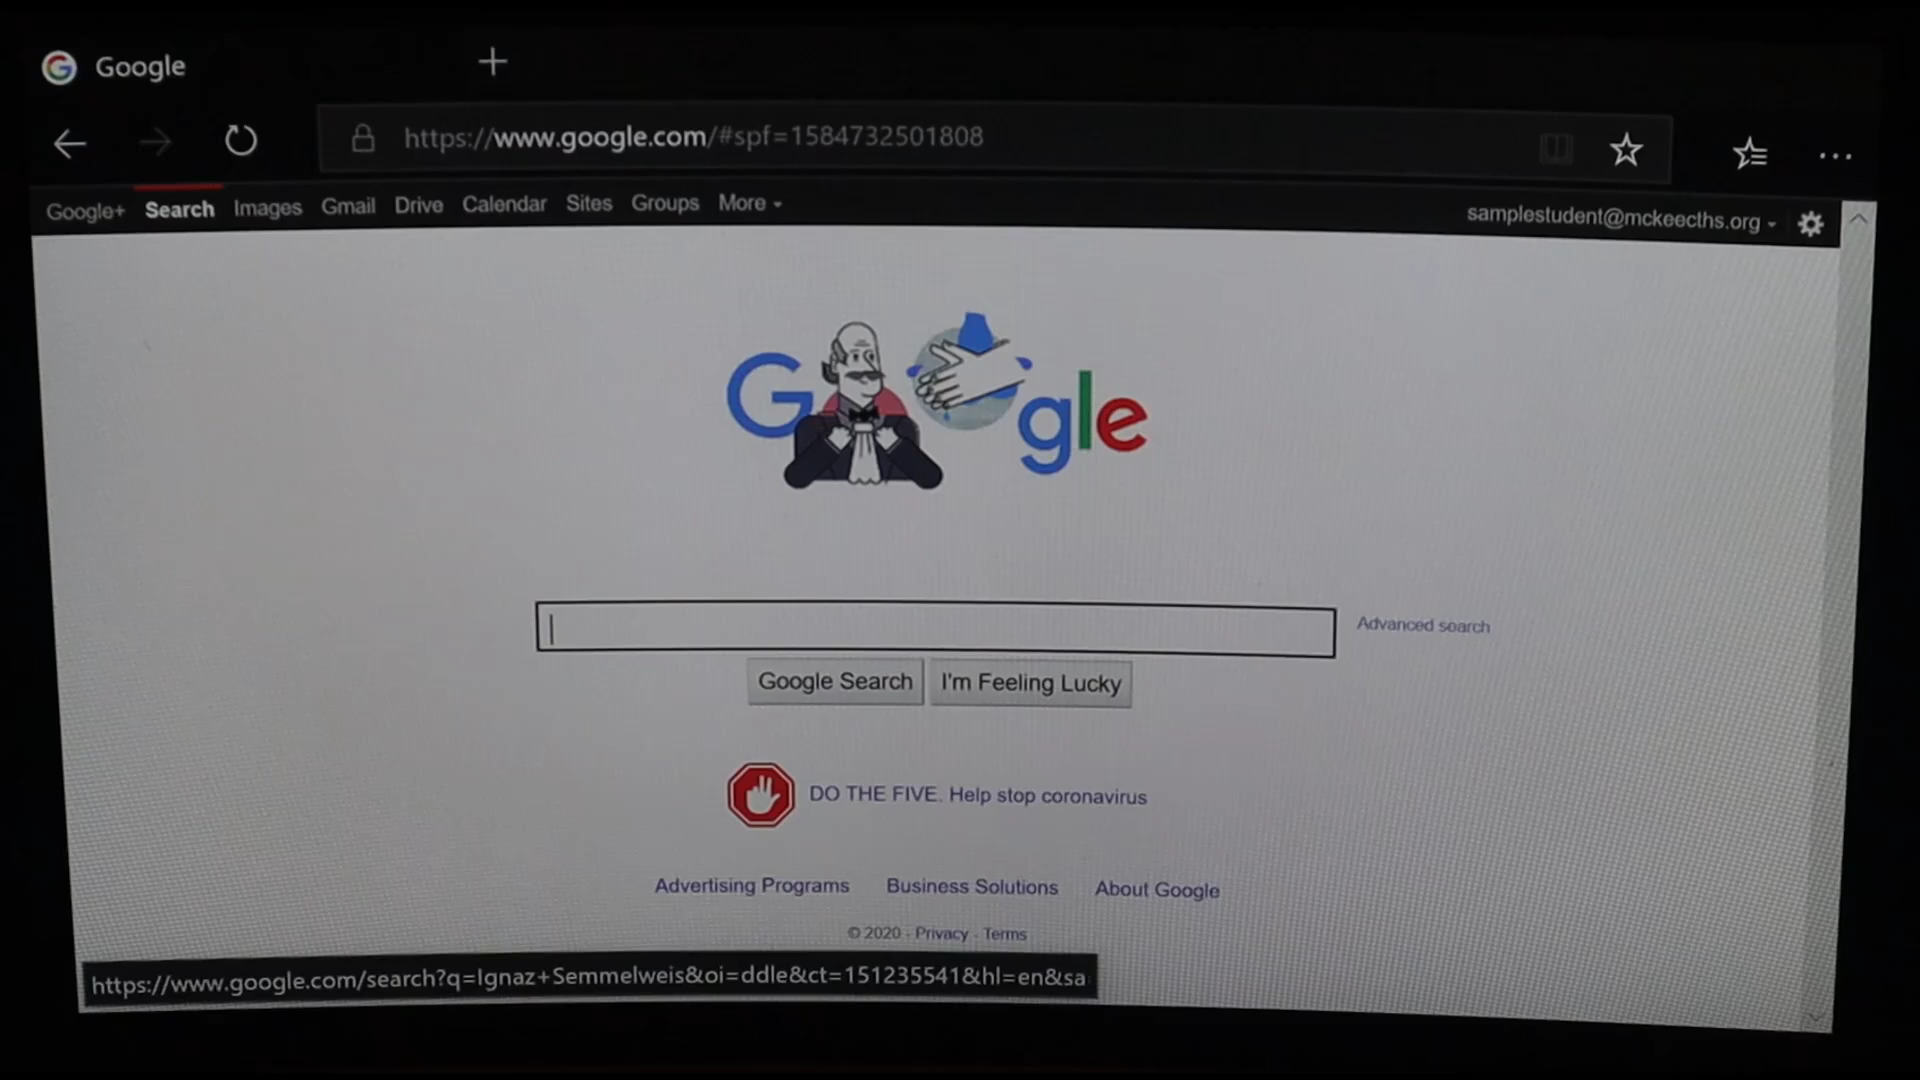 Google
https://www.google.com/#spf=1584732501808
Google+ Search Images Gmail Drive Calendar Sites Groups More
samplestudent@mckeecths.org
Google
Advanced search
Google Search I'm Feeling Lucky
DO THE FIVE. Help stop coronavirus
Advertising Programs Business Solutions About Google
© 2020 - Privacy - Terms
https://www.google.com/search?q=Ignaz+Semmelweis&oi=ddle&ct=151235541&hl=en&sa